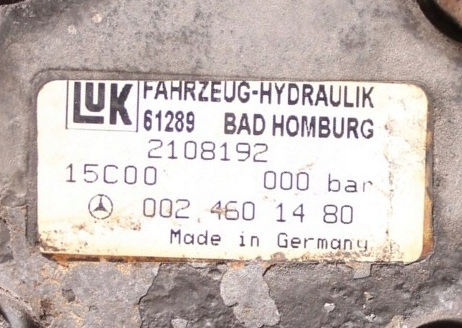 LUK FAHRZEUG-HYDRAULIK
61289 BAD HOMBURG
2108192
15C00 000 bar
002 460 14 80
Made in Germany